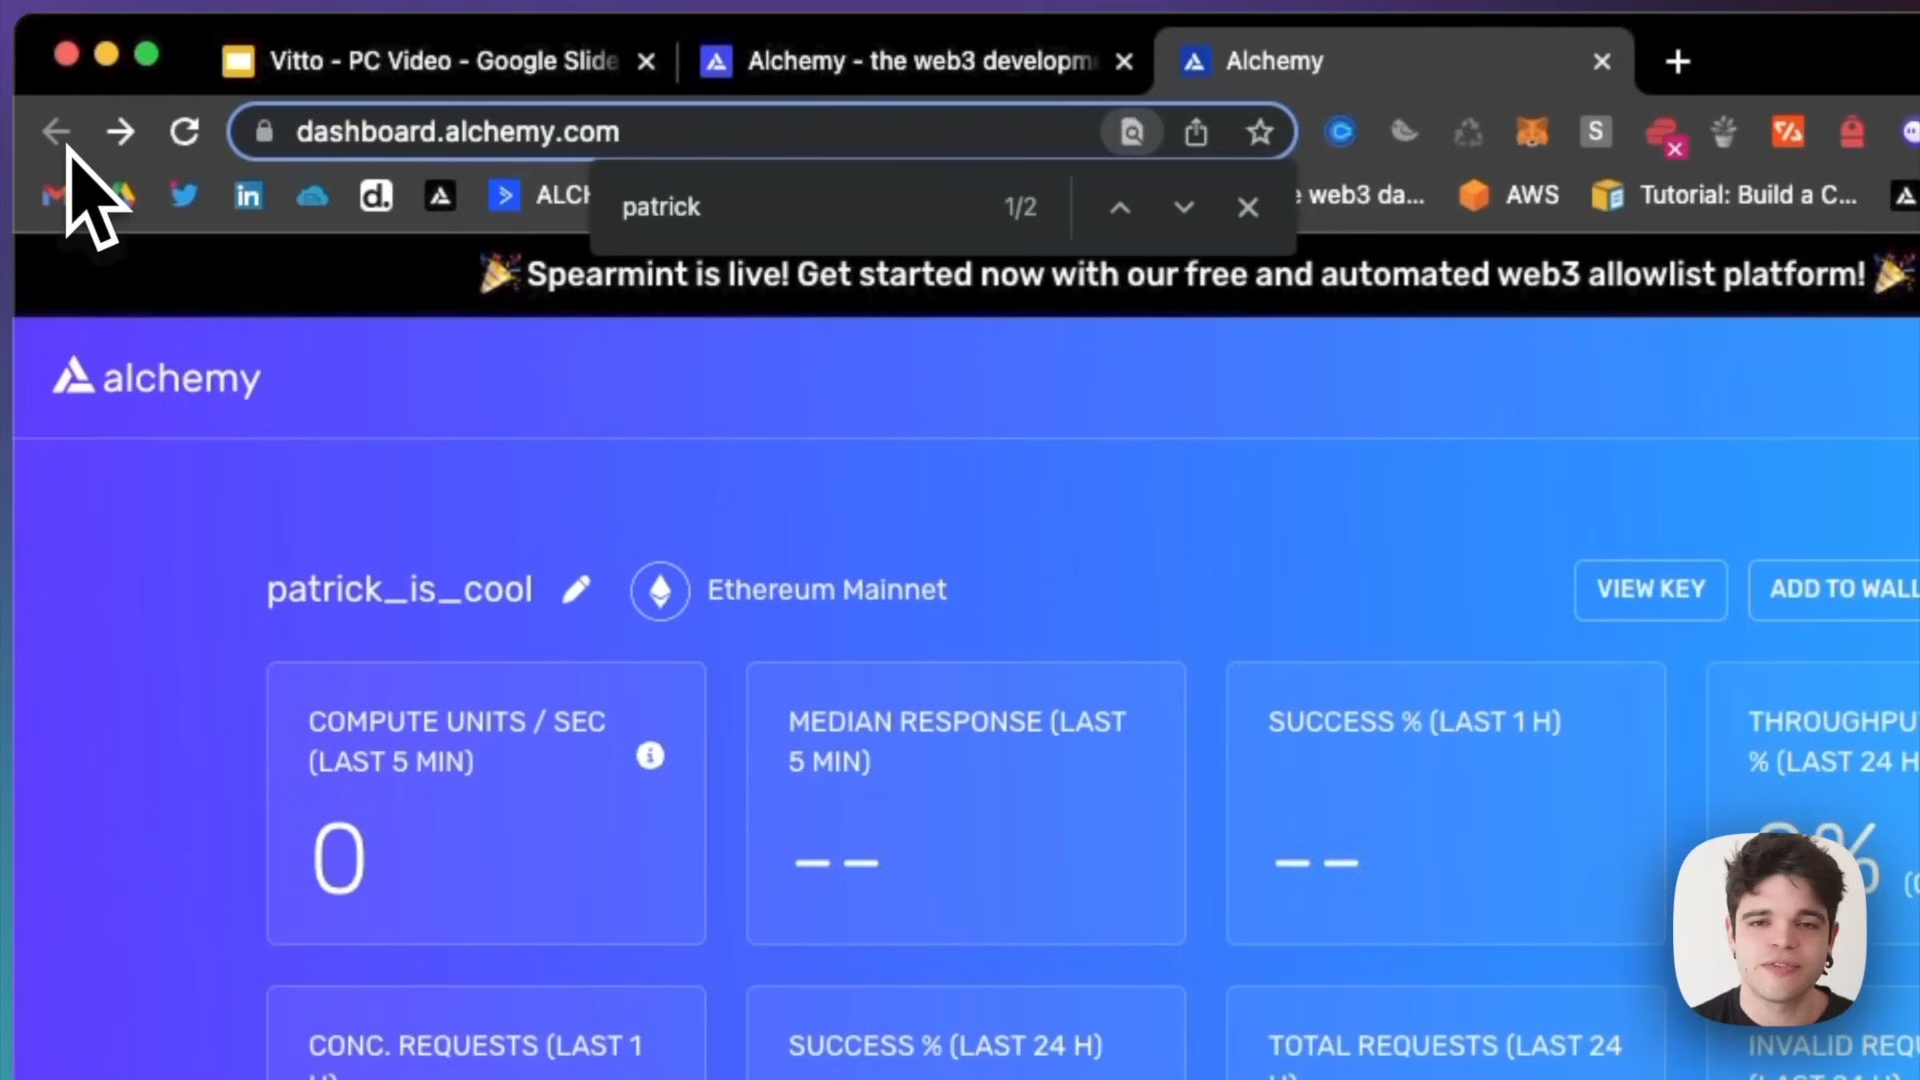 Vitto - PC Video - Google Slide
Alchemy - the web3 developm
Alchemy
dashboard.alchemy.com
S
in
d.
ALCH
web3 da...
AWS
Tutorial: Build a C...
patrick
1/2
🎉 Spearmint is live! Get started now with our free and automated web3 allowlist platform! 🎉
alchemy
patrick_is_cool
Ethereum Mainnet
VIEW KEY
ADD TO WALL
COMPUTE UNITS / SEC
(LAST 5 MIN)
0
MEDIAN RESPONSE (LAST
5 MIN)
--
SUCCESS % (LAST 1 H)
--
THROUGHPUT
% (LAST 24 H
%
CONC. REQUESTS (LAST 1
SUCCESS % (LAST 24 H)
TOTAL REQUESTS (LAST 24
INVALID REQU